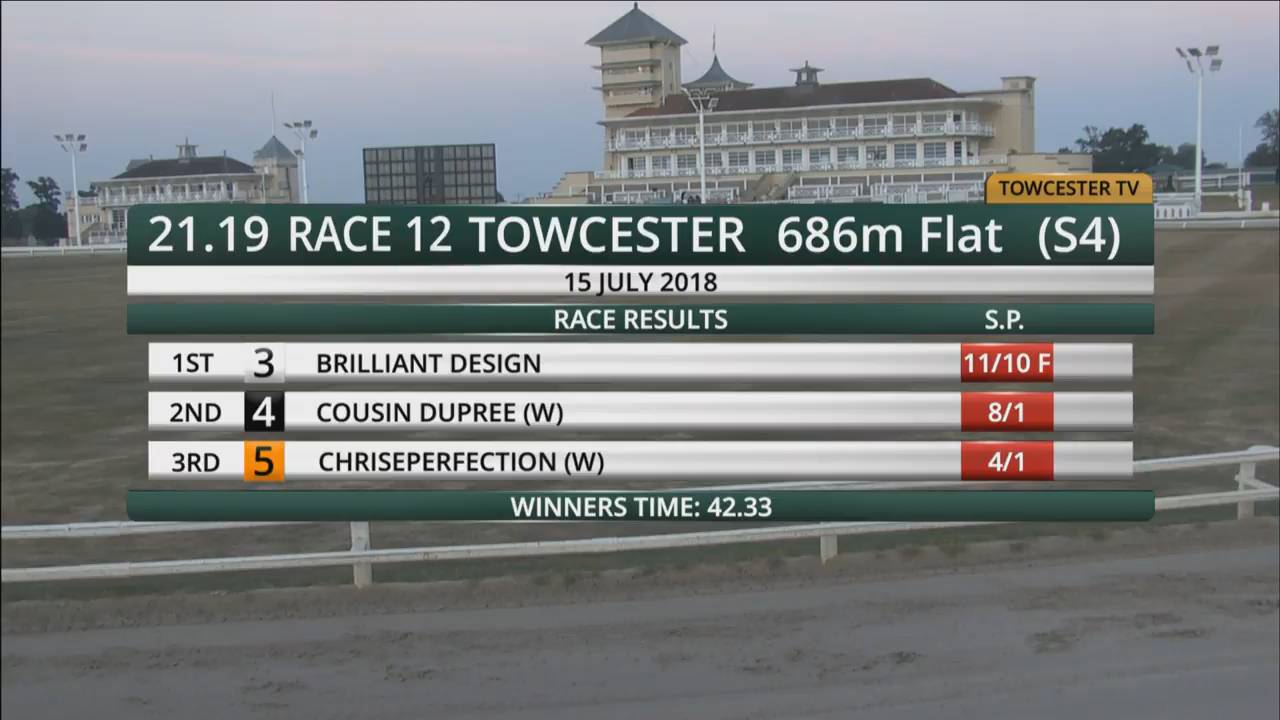 TOWCESTER TV
21.19 RACE 12 TOWCESTER 686m Flat (S4)
15 JULY 2018
RACE RESULTS S.P.
1ST 3 BRILLIANT DESIGN 11/10 F
2ND 4 COUSIN DUPREE (W) 8/1
3RD 5 CHRISEPERFECTION (W) 4/1
WINNERS TIME: 42.33